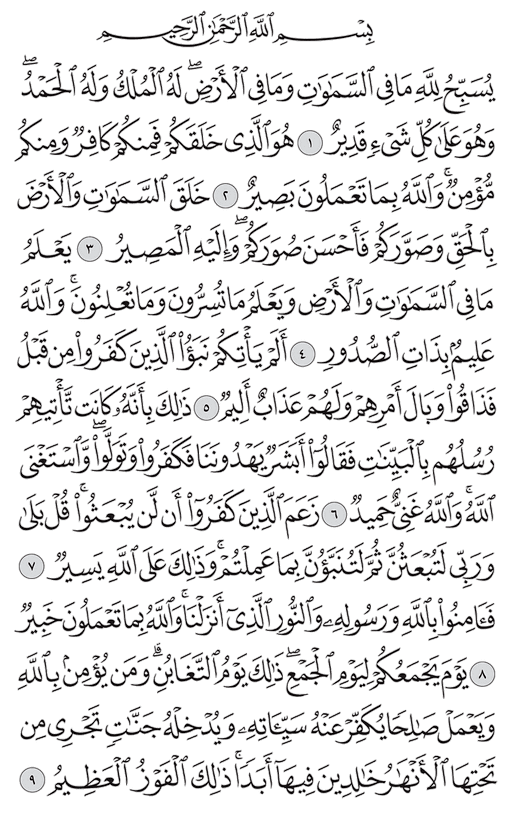 بِسْمِ ٱللَّهِ ٱلرَّحْمَٰنِ ٱلرَّحِيمِ
يُسَبِّحُ لِلَّهِ مَا فِى ٱلسَّمَٰوَٰتِ وَمَا فِى ٱلْأَرْضِ ۖ لَهُ ٱلْمُلْكُ وَلَهُ ٱلْحَمْدُ ۖ
وَهُوَ عَلَىٰ كُلِّ شَىْءٍ قَدِيرٌ ١ هُوَ ٱلَّذِى خَلَقَكُمْ فَمِنكُمْ كَافِرٌ وَمِنكُم
مُّؤْمِنٌ ۚ وَٱللَّهُ بِمَا تَعْمَلُونَ بَصِيرٌ ٢ خَلَقَ ٱلسَّمَٰوَٰتِ وَٱلْأَرْضَ
بِٱلْحَقِّ وَصَوَّرَكُمْ فَأَحْسَنَ صُوَرَكُمْ ۖ وَإِلَيْهِ ٱلْمَصِيرُ ٣ يَعْلَمُ
مَا فِى ٱلسَّمَٰوَٰتِ وَٱلْأَرْضِ وَيَعْلَمُ مَا تُسِرُّونَ وَمَا تُعْلِنُونَ ۚ وَٱللَّهُ
عَلِيمٌۢ بِذَاتِ ٱلصُّدُورِ ٤ أَلَمْ يَأْتِكُمْ نَبَؤُا۟ ٱلَّذِينَ كَفَرُوا۟ مِن قَبْلُ
فَذَاقُوا۟ وَبَالَ أَمْرِهِمْ وَلَهُمْ عَذَابٌ أَلِيمٌ ٥ ذَٰلِكَ بِأَنَّهُۥ كَانَت تَّأْتِيهِمْ
رُسُلُهُم بِٱلْبَيِّنَٰتِ فَقَالُوٓا۟ أَبَشَرٌ يَهْدُونَنَا فَكَفَرُوا۟ وَتَوَلَّوا۟ ۚ وَّٱسْتَغْنَى
ٱللَّهُ ۚ وَٱللَّهُ غَنِىٌّ حَمِيدٌ ٦ زَعَمَ ٱلَّذِينَ كَفَرُوٓا۟ أَن لَّن يُبْعَثُوا۟ ۚ قُلْ بَلَىٰ
وَرَبِّى لَتُبْعَثُنَّ ثُمَّ لَتُنَبَّؤُنَّ بِمَا عَمِلْتُمْ ۚ وَذَٰلِكَ عَلَى ٱللَّهِ يَسِيرٌ ٧
فَـَٔامِنُوا۟ بِٱللَّهِ وَرَسُولِهِۦ وَٱلنُّورِ ٱلَّذِىٓ أَنزَلْنَا ۚ وَٱللَّهُ بِمَا تَعْمَلُونَ خَبِيرٌ
٨ يَوْمَ يَجْمَعُكُمْ لِيَوْمِ ٱلْجَمْعِ ۖ ذَٰلِكَ يَوْمُ ٱلتَّغَابُنِ ۗ وَمَن يُؤْمِنۢ بِٱللَّهِ
وَيَعْمَلْ صَٰلِحًا يُكَفِّرْ عَنْهُ سَيِّـَٔاتِهِۦ وَيُدْخِلْهُ جَنَّٰتٍ تَجْرِى مِن
تَحْتِهَا ٱلْأَنْهَٰرُ خَٰلِدِينَ فِيهَآ أَبَدًا ۚ ذَٰلِكَ ٱلْفَوْزُ ٱلْعَظِيمُ ٩